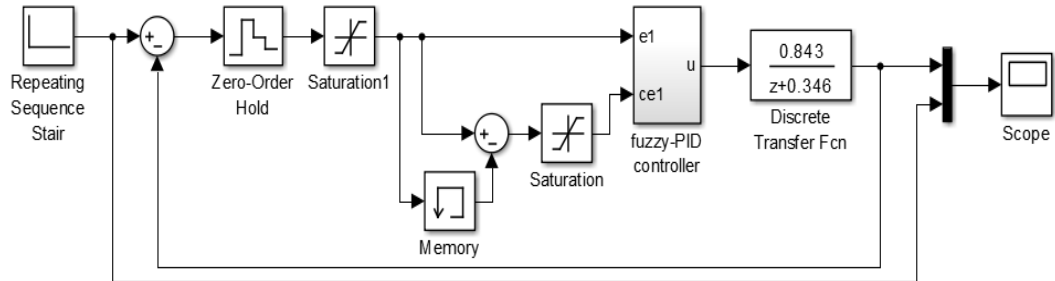 Repeating
Sequence
Stair
+
−
Zero-Order
Hold
Saturation1
+
−
Memory
Saturation
e1
ce1
u
fuzzy-PID
controller
0.843
z+0.346
Discrete
Transfer Fcn
Scope